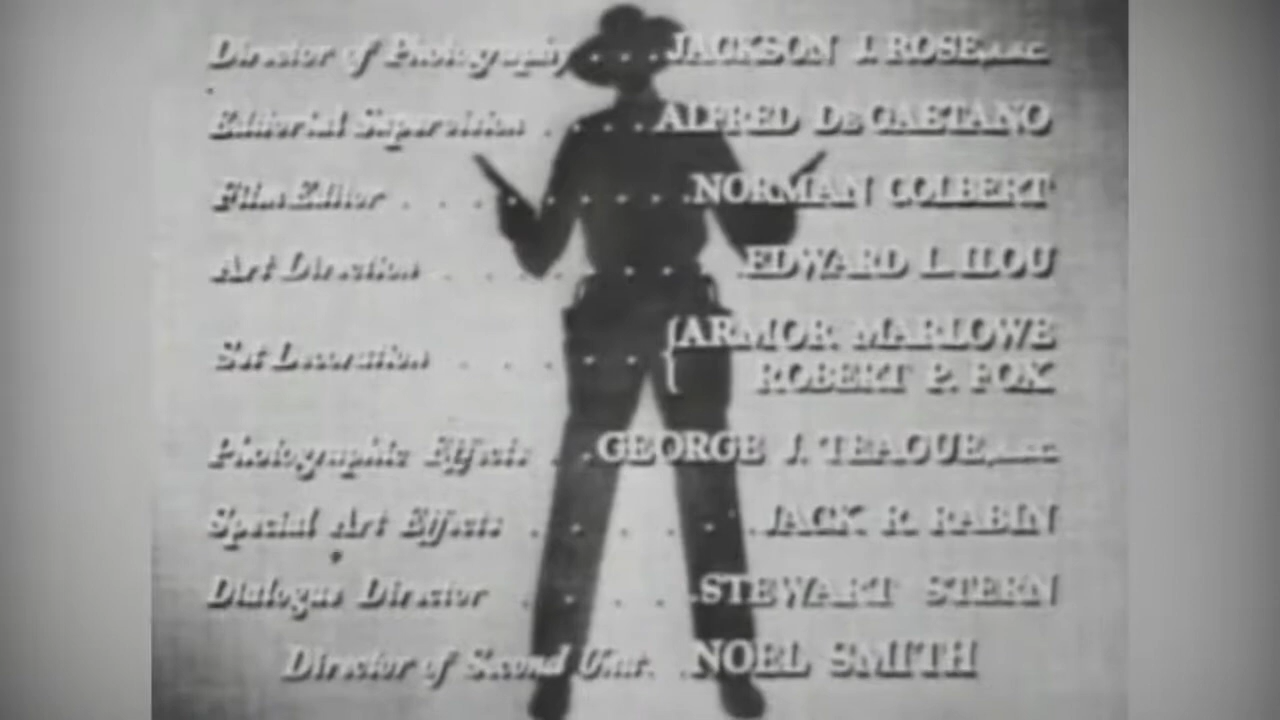 Director of Photography . . . JACKSON J. ROSE, A.S.C.
Editorial Supervision . . . . ALFRED DE GAETANO
Film Editor . . . . . . . . . NORMAN COLBERT
Art Direction . . . . . . . . EDWARD L. ILOU
Set Decoration . . . . . . { ARMOR MARLOWE
ROBERT P. FOX
Photographic Effects . . GEORGE J. TEAGUE, A.S.C.
Special Art Effects . . . . . . JACK R. RABIN
Dialogue Director . . . . . STEWART STERN
Director of Second Unit . . NOEL SMITH